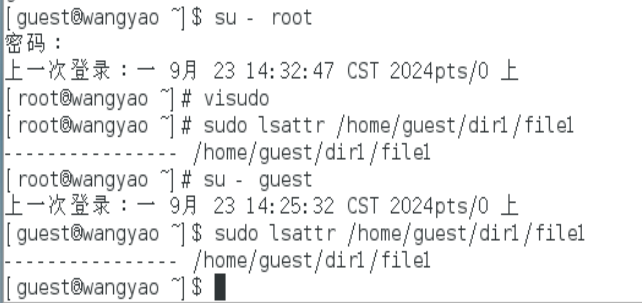 [guest@wangyao ~]$ su - root
密码：
上一次登录：一 9月 23 14:32:47 CST 2024pts/0 上
[root@wangyao ~]# visudo
[root@wangyao ~]# sudo lsattr /home/guest/dir1/file1
---------------- /home/guest/dir1/file1
[root@wangyao ~]# su - guest
上一次登录：一 9月 23 14:25:32 CST 2024pts/0 上
[guest@wangyao ~]$ sudo lsattr /home/guest/dir1/file1
---------------- /home/guest/dir1/file1
[guest@wangyao ~]$